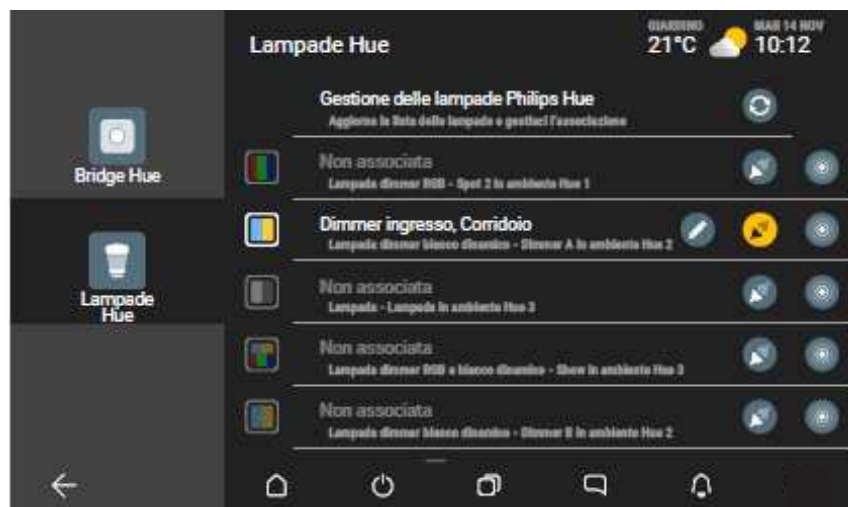 Lampade Hue
GIARDINO
21°C
MAR 14 NOV
10:12
Bridge Hue
Lampade
Hue
Gestione delle lampade Philips Hue
Aggiorna la lista delle lampade e gestisci l'associazione
Non associata
Lampada dimmer RGB - Spot 2 in ambiente Hue 1
Dimmer ingresso, Corridoio
Lampada dimmer bianco dinamico - Dimmer A in ambiente Hue 2
Non associata
Lampada - Lampada in ambiente Hue 3
Non associata
Lampada dimmer RGB e bianco dinamico - Show in ambiente Hue 3
Non associata
Lampada dimmer bianco dinamico - Dimmer B in ambiente Hue 2